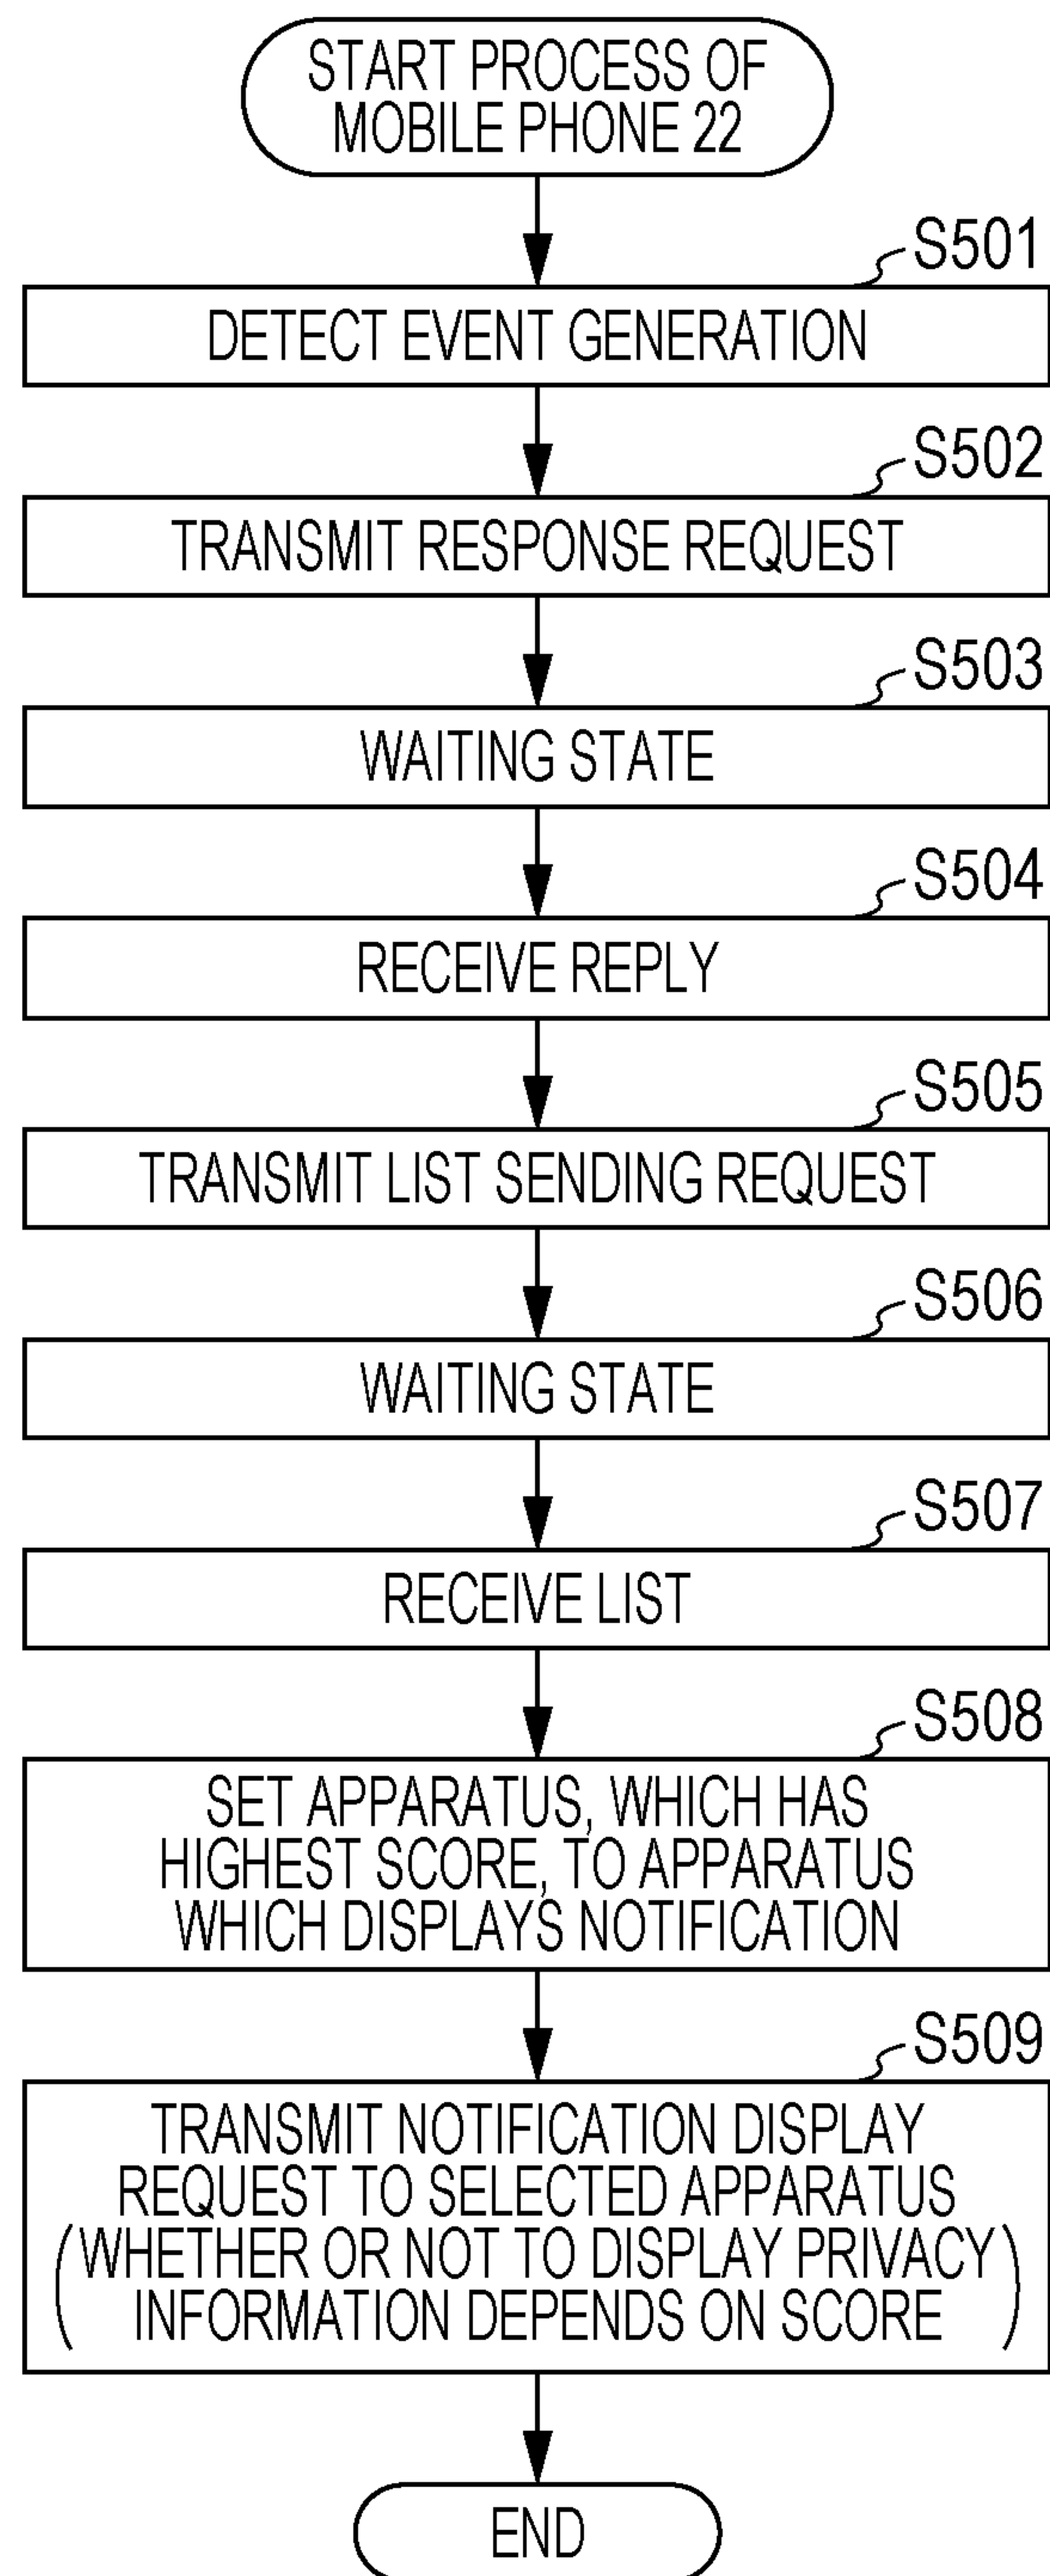 START PROCESS OF
MOBILE PHONE 22
S501
DETECT EVENT GENERATION
S502
TRANSMIT RESPONSE REQUEST
S503
WAITING STATE
S504
RECEIVE REPLY
S505
TRANSMIT LIST SENDING REQUEST
S506
WAITING STATE
S507
RECEIVE LIST
S508
SET APPARATUS, WHICH HAS
HIGHEST SCORE, TO APPARATUS
WHICH DISPLAYS NOTIFICATION
S509
TRANSMIT NOTIFICATION DISPLAY
REQUEST TO SELECTED APPARATUS
(WHETHER OR NOT TO DISPLAY PRIVACY
INFORMATION DEPENDS ON SCORE)
END